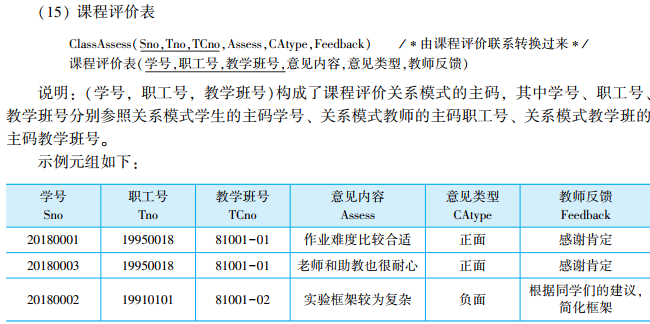 （15）课程评价表
ClassAssess(Sno,Tno,TCno,Assess,CAtype,Feedback) /*由课程评价联系转换过来*/
课程评价表(学号,职工号,教学班号,意见内容,意见类型,教师反馈)
说明：(学号，职工号，教学班号)构成了课程评价关系模式的主码，其中学号、职工号、
教学班号分别参照关系模式学生的主码学号、关系模式教师的主码职工号、关系模式教学班的
主码教学班号。
示例元组如下：
学号 职工号 教学班号 意见内容 意见类型 教师反馈
Sno Tno TCno Assess CAtype Feedback
20180001 19950018 81001-01 作业难度比较合适 正面 感谢肯定
20180003 19950018 81001-01 老师和助教也很耐心 正面 感谢肯定
20180002 19910101 81001-02 实验框架较为复杂 负面 根据同学们的建议，
简化框架